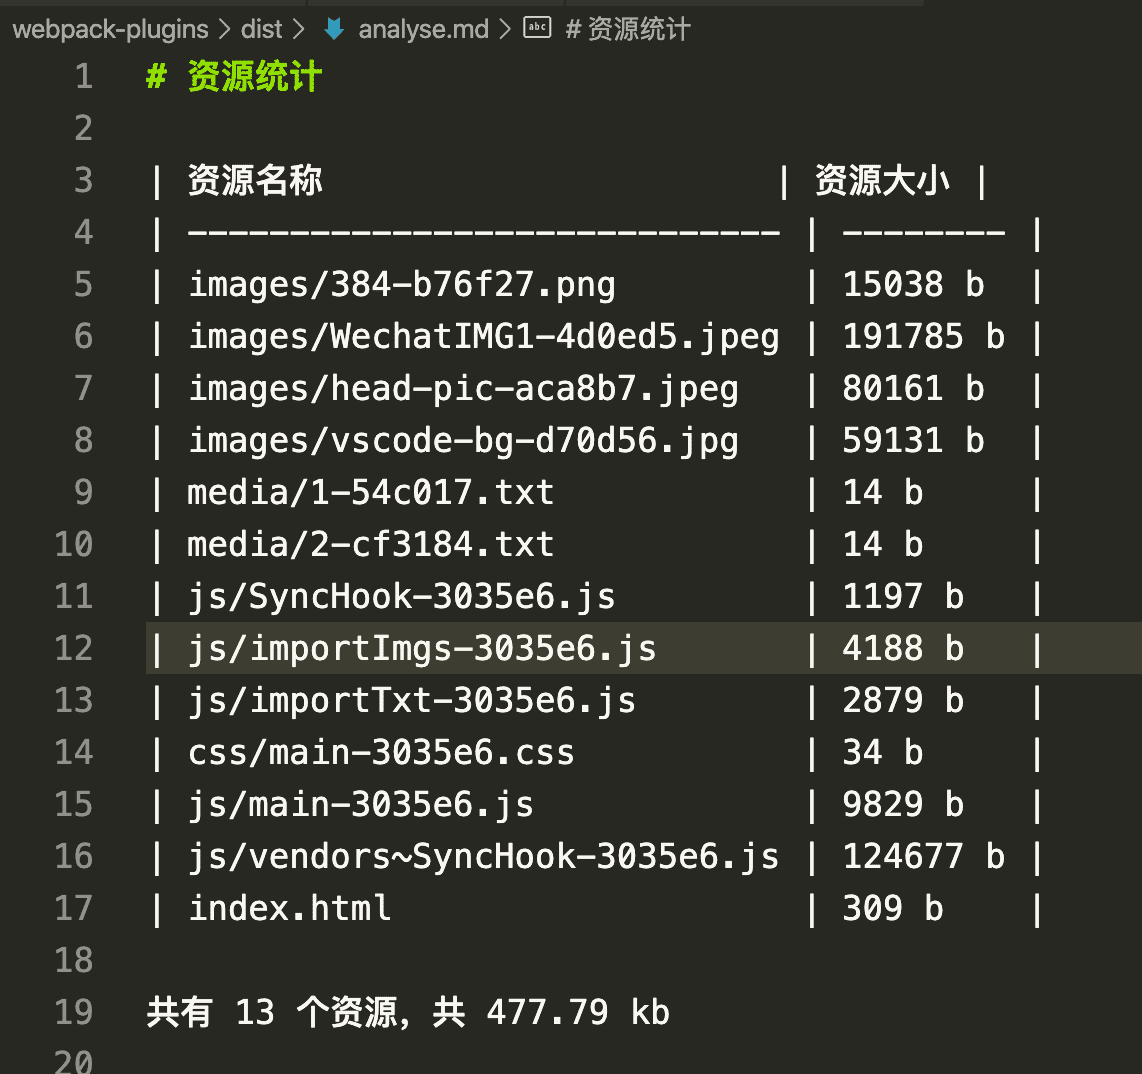 webpack-plugins > dist > analyse.md > abc # 资源统计
1 # 资源统计
2
3 | 资源名称 | 资源大小 |
4 | ----------------------------- | -------- |
5 | images/384-b76f27.png | 15038 b |
6 | images/WechatIMG1-4d0ed5.jpeg | 191785 b |
7 | images/head-pic-aca8b7.jpeg | 80161 b |
8 | images/vscode-bg-d70d56.jpg | 59131 b |
9 | media/1-54c017.txt | 14 b |
10 | media/2-cf3184.txt | 14 b |
11 | js/SyncHook-3035e6.js | 1197 b |
12 | js/importImgs-3035e6.js | 4188 b |
13 | js/importTxt-3035e6.js | 2879 b |
14 | css/main-3035e6.css | 34 b |
15 | js/main-3035e6.js | 9829 b |
16 | js/vendors~SyncHook-3035e6.js | 124677 b |
17 | index.html | 309 b |
18
19 共有 13 个资源，共 477.79 kb
20